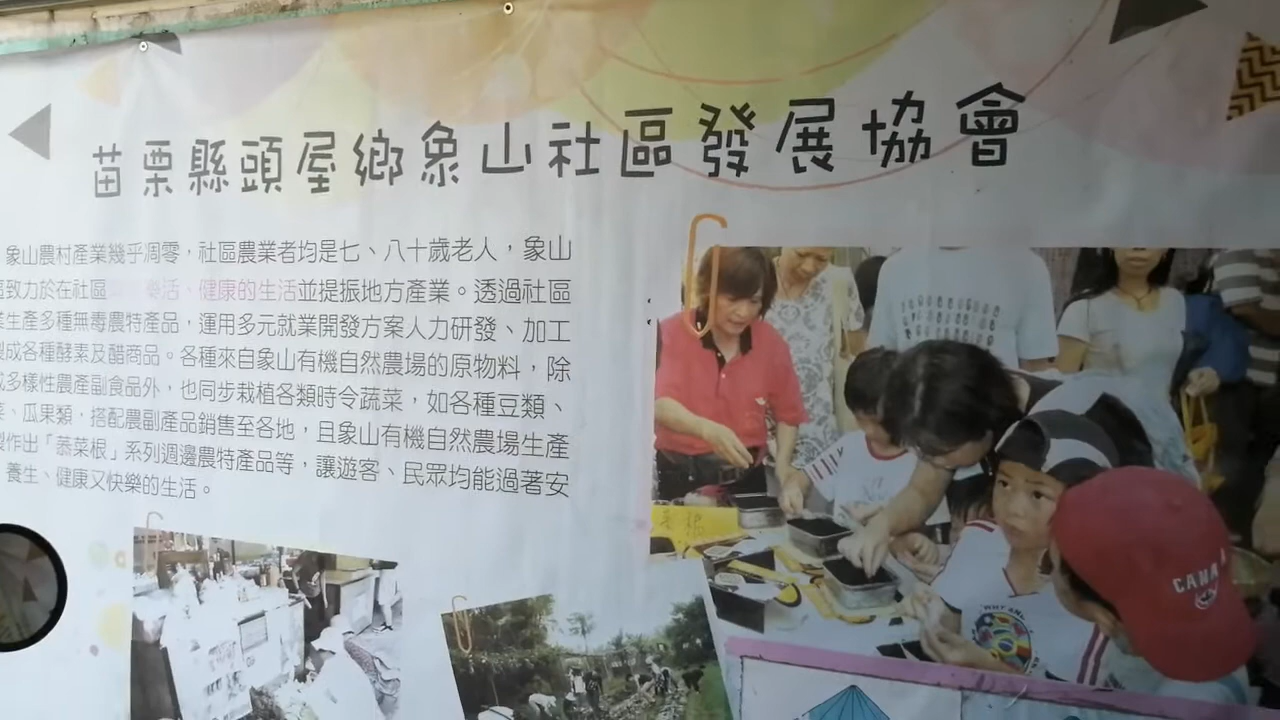 苗栗縣頭屋鄉象山社區發展協會
象山農村產業幾乎凋零，社區農業者均是七、八十歲老人，象山
區致力於在社區 活、健康的生活並提振地方產業。透過社區
生產多種無毒農特產品，運用多元就業開發方案人力研發、加工
製成各種酵素及醋商品。各種來自象山有機自然農場的原物料，除
成多樣性農產副食品外，也同步栽植各類時令蔬菜，如各種豆類、
、瓜果類，搭配農副產品銷售至各地，且象山有機自然農場生產
製作出「菾菜根」系列週邊農特產品等，讓遊客、民眾均能過著安
養生、健康又快樂的生活。
CANA